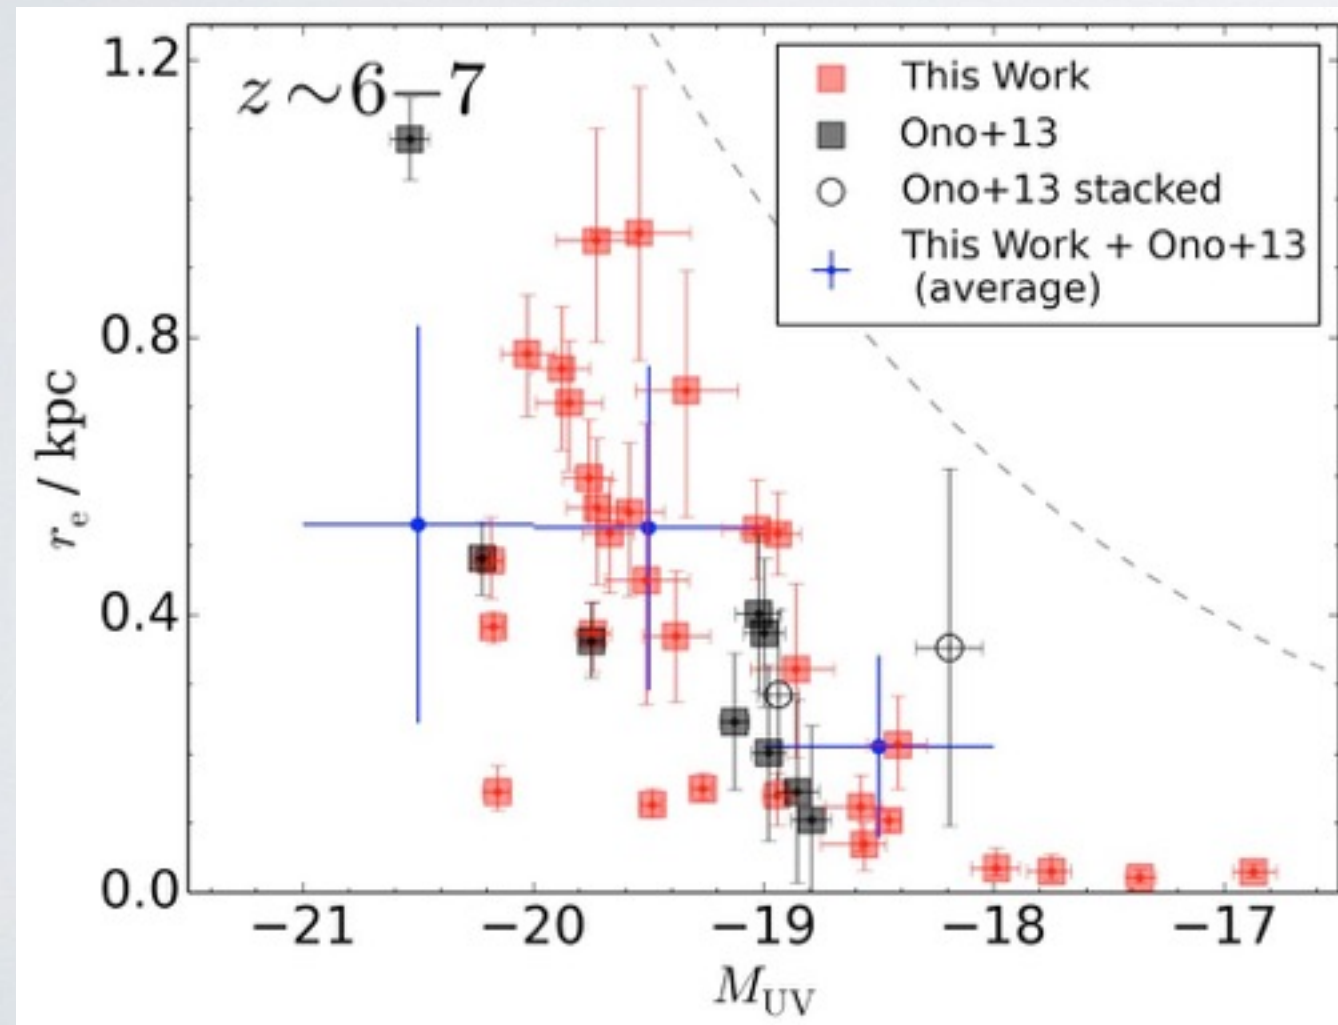 z ~ 6−7
This Work
Ono+13
Ono+13 stacked
This Work + Ono+13
(average)
1.2
0.8
0.4
0.0
r_e / kpc
−21 −20 −19 −18 −17
M_UV